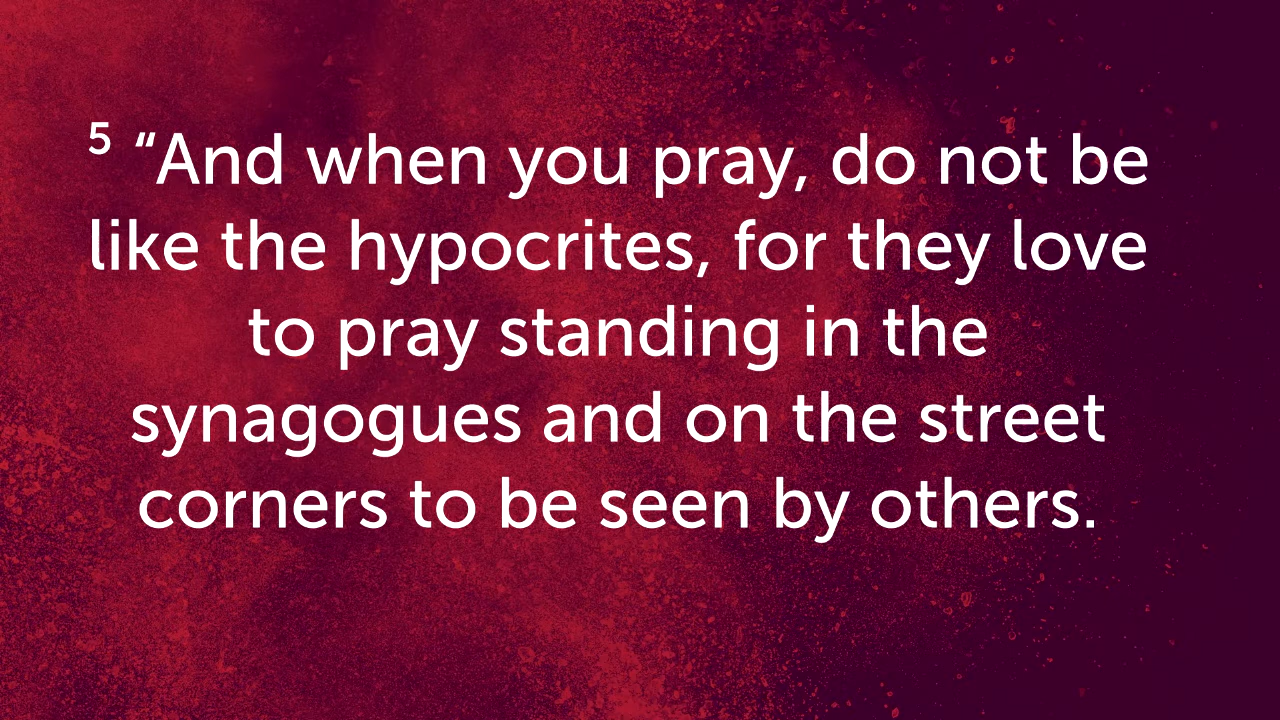 5 “And when you pray, do not be
like the hypocrites, for they love
to pray standing in the
synagogues and on the street
corners to be seen by others.